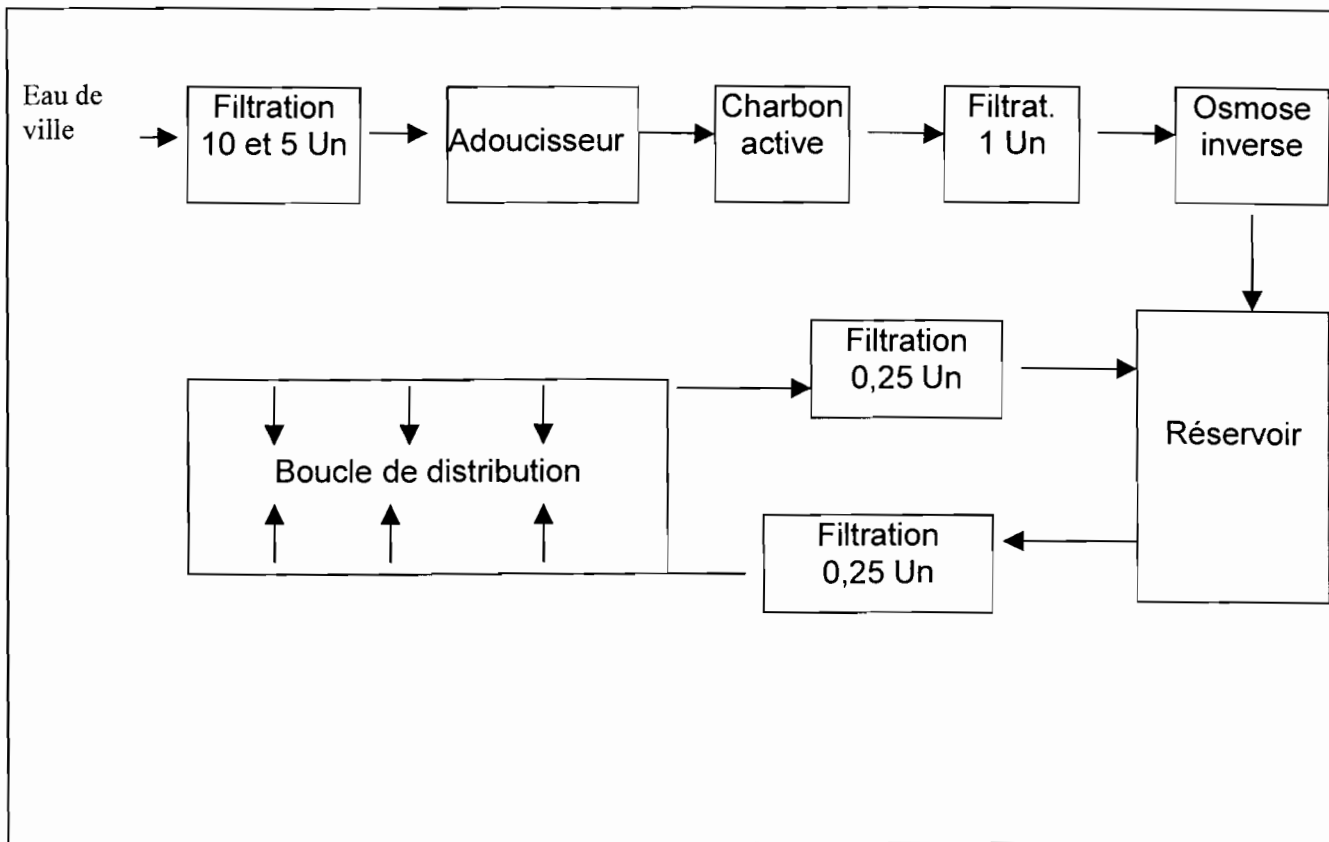 Eau de
ville
Filtration
10 et 5 Un
Adoucisseur
Charbon
active
Filtrat.
1 Un
Osmose
inverse
Filtration
0,25 Un
Réservoir
Boucle de distribution
Filtration
0,25 Un